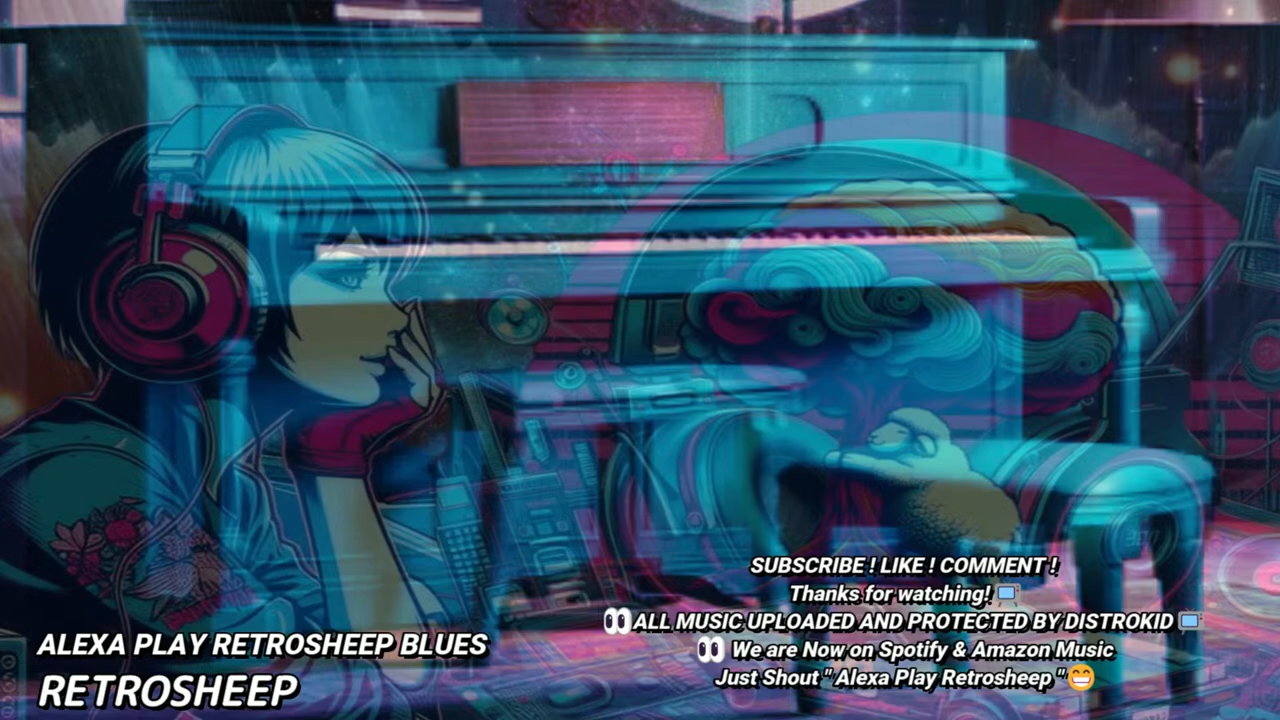 SUBSCRIBE ! LIKE ! COMMENT !
Thanks for watching! 💻
👀 ALL MUSIC UPLOADED AND PROTECTED BY DISTROKID 💻
👀 We are Now on Spotify & Amazon Music
Just Shout " Alexa Play Retrosheep " 😁
ALEXA PLAY RETROSHEEP BLUES
RETROSHEEP